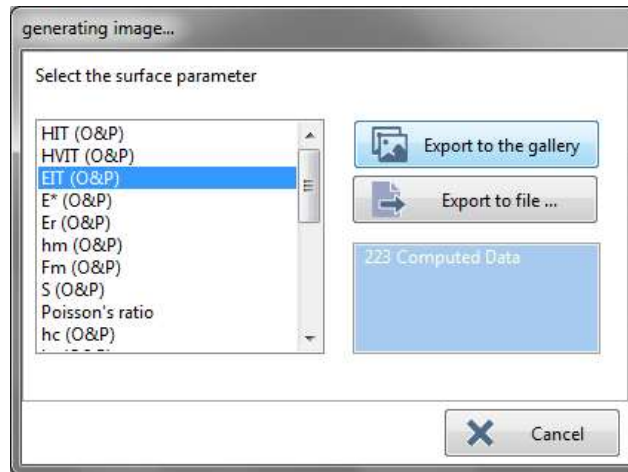 generating image...
Select the surface parameter
HIT (O&P)
HVIT (O&P)
EIT (O&P)
E* (O&P)
Er (O&P)
hm (O&P)
Fm (O&P)
S (O&P)
Poisson's ratio
hc (O&P)
Export to the gallery
Export to file ...
223 Computed Data
Cancel